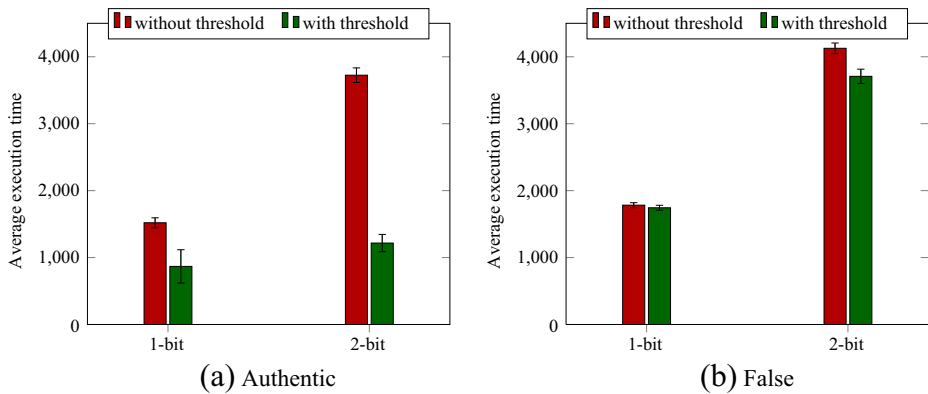 without threshold with threshold
4,000
3,000
2,000
1,000
0
Average execution time
1-bit 2-bit
(a) Authentic
without threshold with threshold
4,000
3,000
2,000
1,000
0
Average execution time
1-bit 2-bit
(b) False